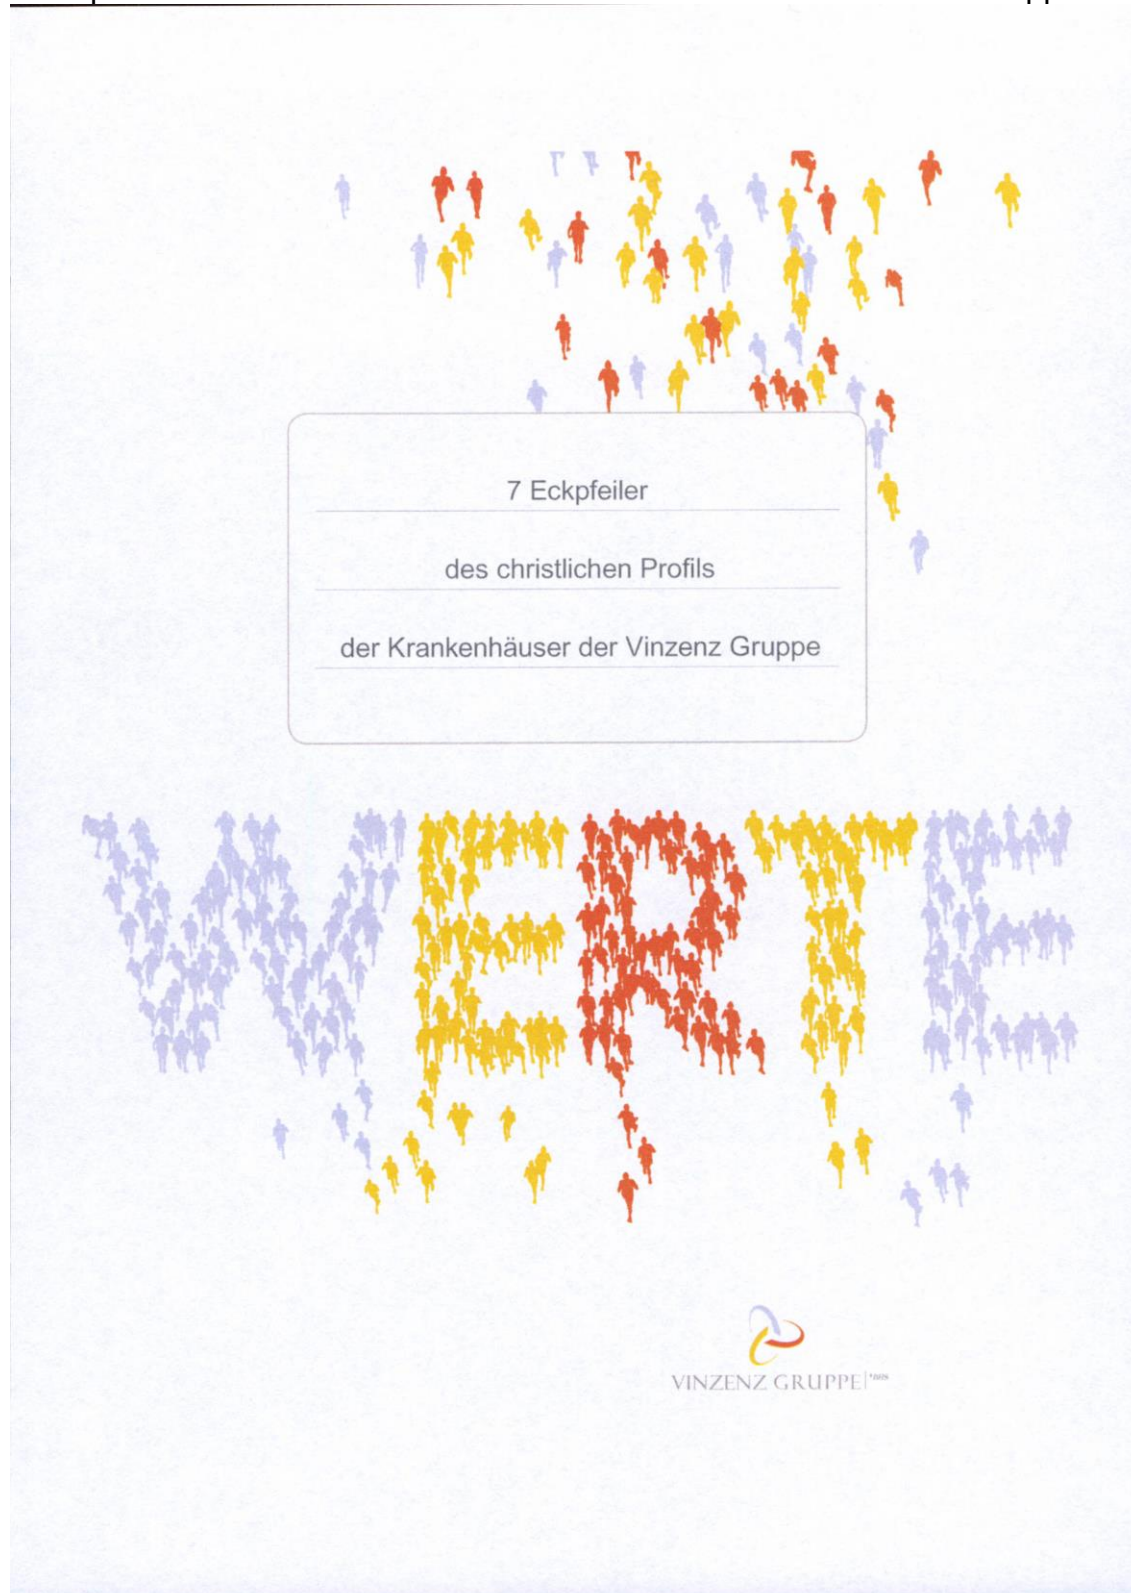 7 Eckpfeiler
des christlichen Profils
der Krankenhäuser der Vinzenz Gruppe
WERTE
VINZENZ GRUPPE